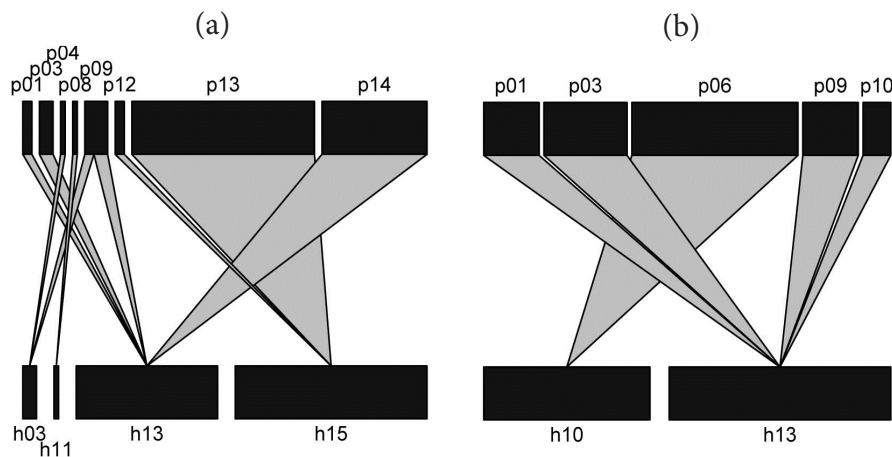 (a)
(b)
p04
p03 p09
p01 p08 p12 p13 p14
p01 p03 p06 p09 p10
h03 h13 h15
h11
h10 h13